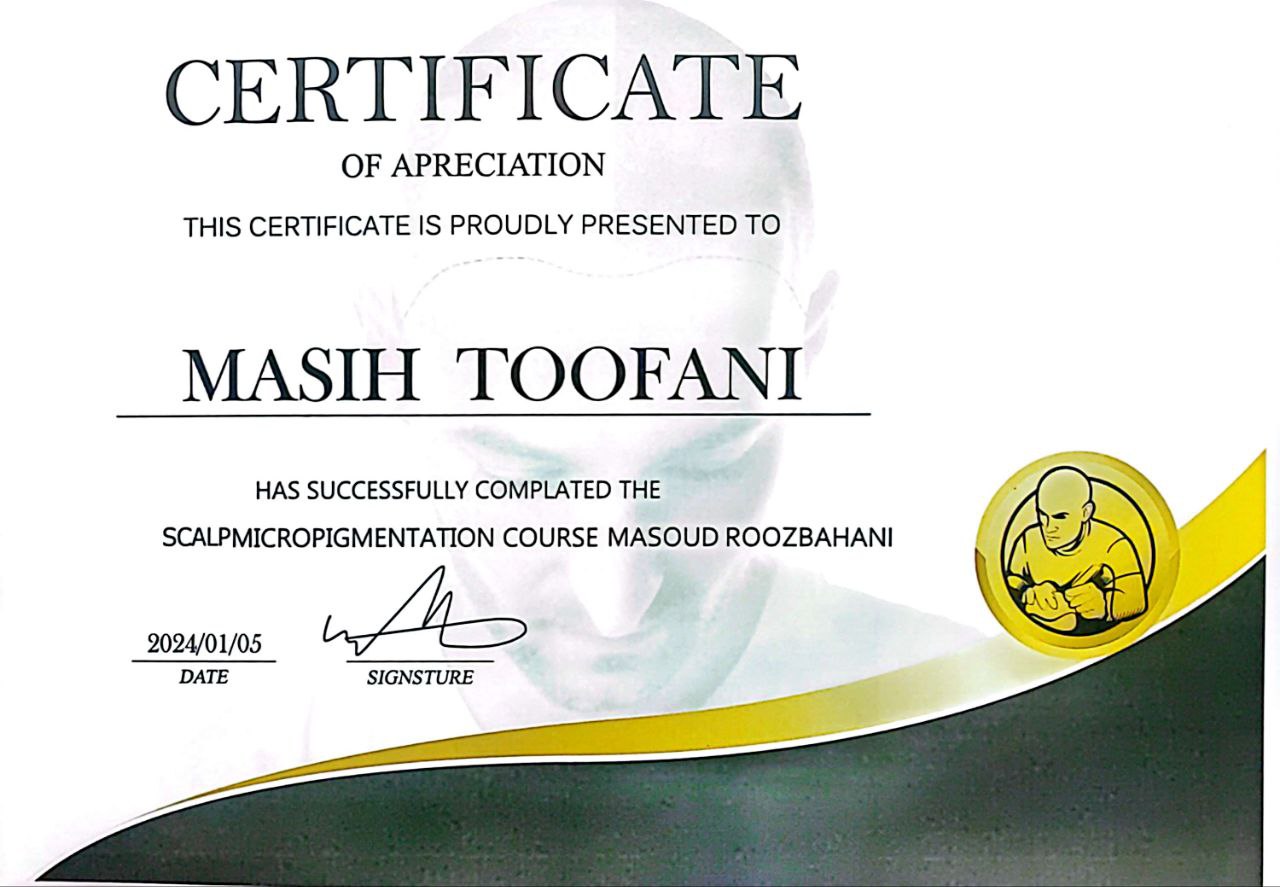 CERTIFICATE
OF APRECIATION
THIS CERTIFICATE IS PROUDLY PRESENTED TO
MASIH TOOFANI
HAS SUCCESSFULLY COMPLATED THE
SCALPMICROPIGMENTATION COURSE MASOUD ROOZBAHANI
2024/01/05
DATE
SIGNSTURE